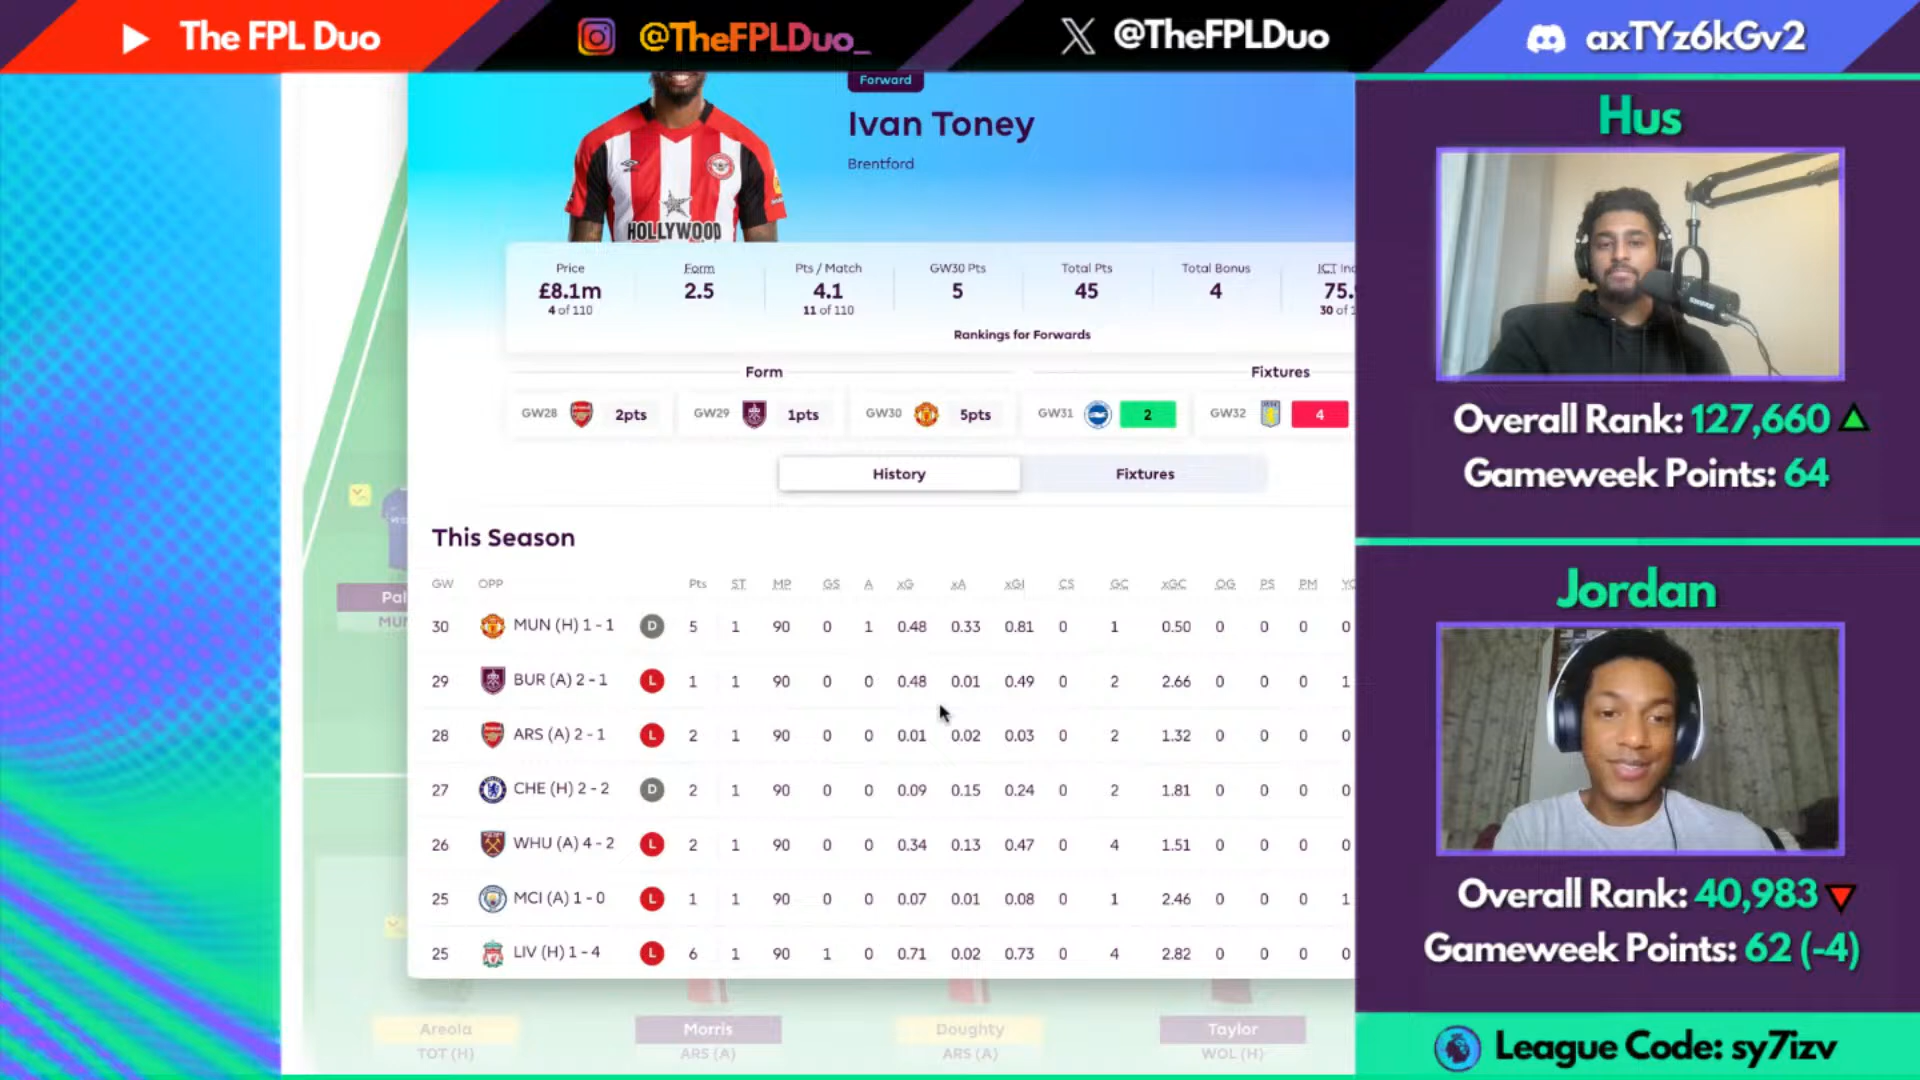 The FPL Duo
@TheFPLDuo_
@TheFPLDuo
axTYz6kGv2
Forward
Ivan Toney
Brentford
HOLLYWOOD
Price Form Pts / Match GW30 Pts Total Pts Total Bonus ICT
£8.1m 2.5 4.1 5 45 4 75.
4 of 110 11 of 110 30 of
Rankings for Forwards
Form Fixtures
GW28 2pts GW29 1pts GW30 5pts GW31 2 GW32 4
History Fixtures
This Season
GW OPP Pts ST MP GS A xG xA xGI CS GC xGC OG PS PM
30 MUN (H) 1 - 1 D 5 1 90 0 1 0.48 0.33 0.81 0 1 0.50 0 0 0 0
29 BUR (A) 2 - 1 L 1 1 90 0 0 0.48 0.01 0.49 0 2 2.66 0 0 0 1
28 ARS (A) 2 - 1 L 2 1 90 0 0 0.01 0.02 0.03 0 2 1.32 0 0 0 0
27 CHE (H) 2 - 2 D 2 1 90 0 0 0.09 0.15 0.24 0 2 1.81 0 0 0 0
26 WHU (A) 4 - 2 L 2 1 90 0 0 0.34 0.13 0.47 0 4 1.51 0 0 0 0
25 MCI (A) 1 - 0 L 1 1 90 0 0 0.07 0.01 0.08 0 1 2.46 0 0 0 1
25 LIV (H) 1 - 4 L 6 1 90 1 0 0.71 0.02 0.73 0 4 2.82 0 0 0 0
Pal
MUN
Areola Morris Doughty Taylor
TOT (H) ARS (A) ARS (A) WOL (H)
Hus
Overall Rank: 127,660
Gameweek Points: 64
Jordan
Overall Rank: 40,983
Gameweek Points: 62 (-4)
League Code: sy7izv